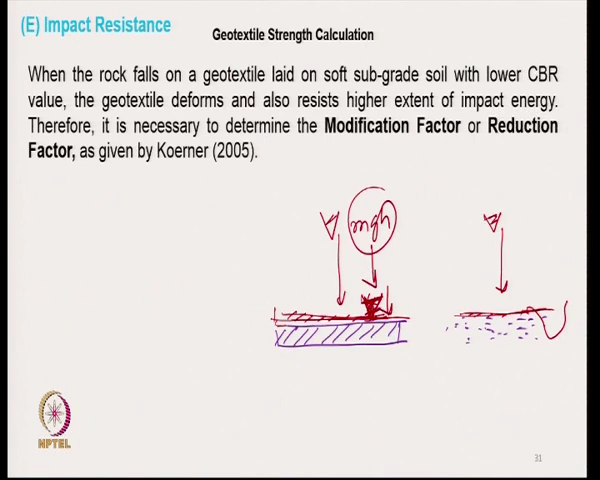 (E) Impact Resistance
Geotextile Strength Calculation
When the rock falls on a geotextile laid on soft sub-grade soil with lower CBR
value, the geotextile deforms and also resists higher extent of impact energy.
Therefore, it is necessary to determine the Modification Factor or Reduction
Factor, as given by Koerner (2005).
mgh
NPTEL
31